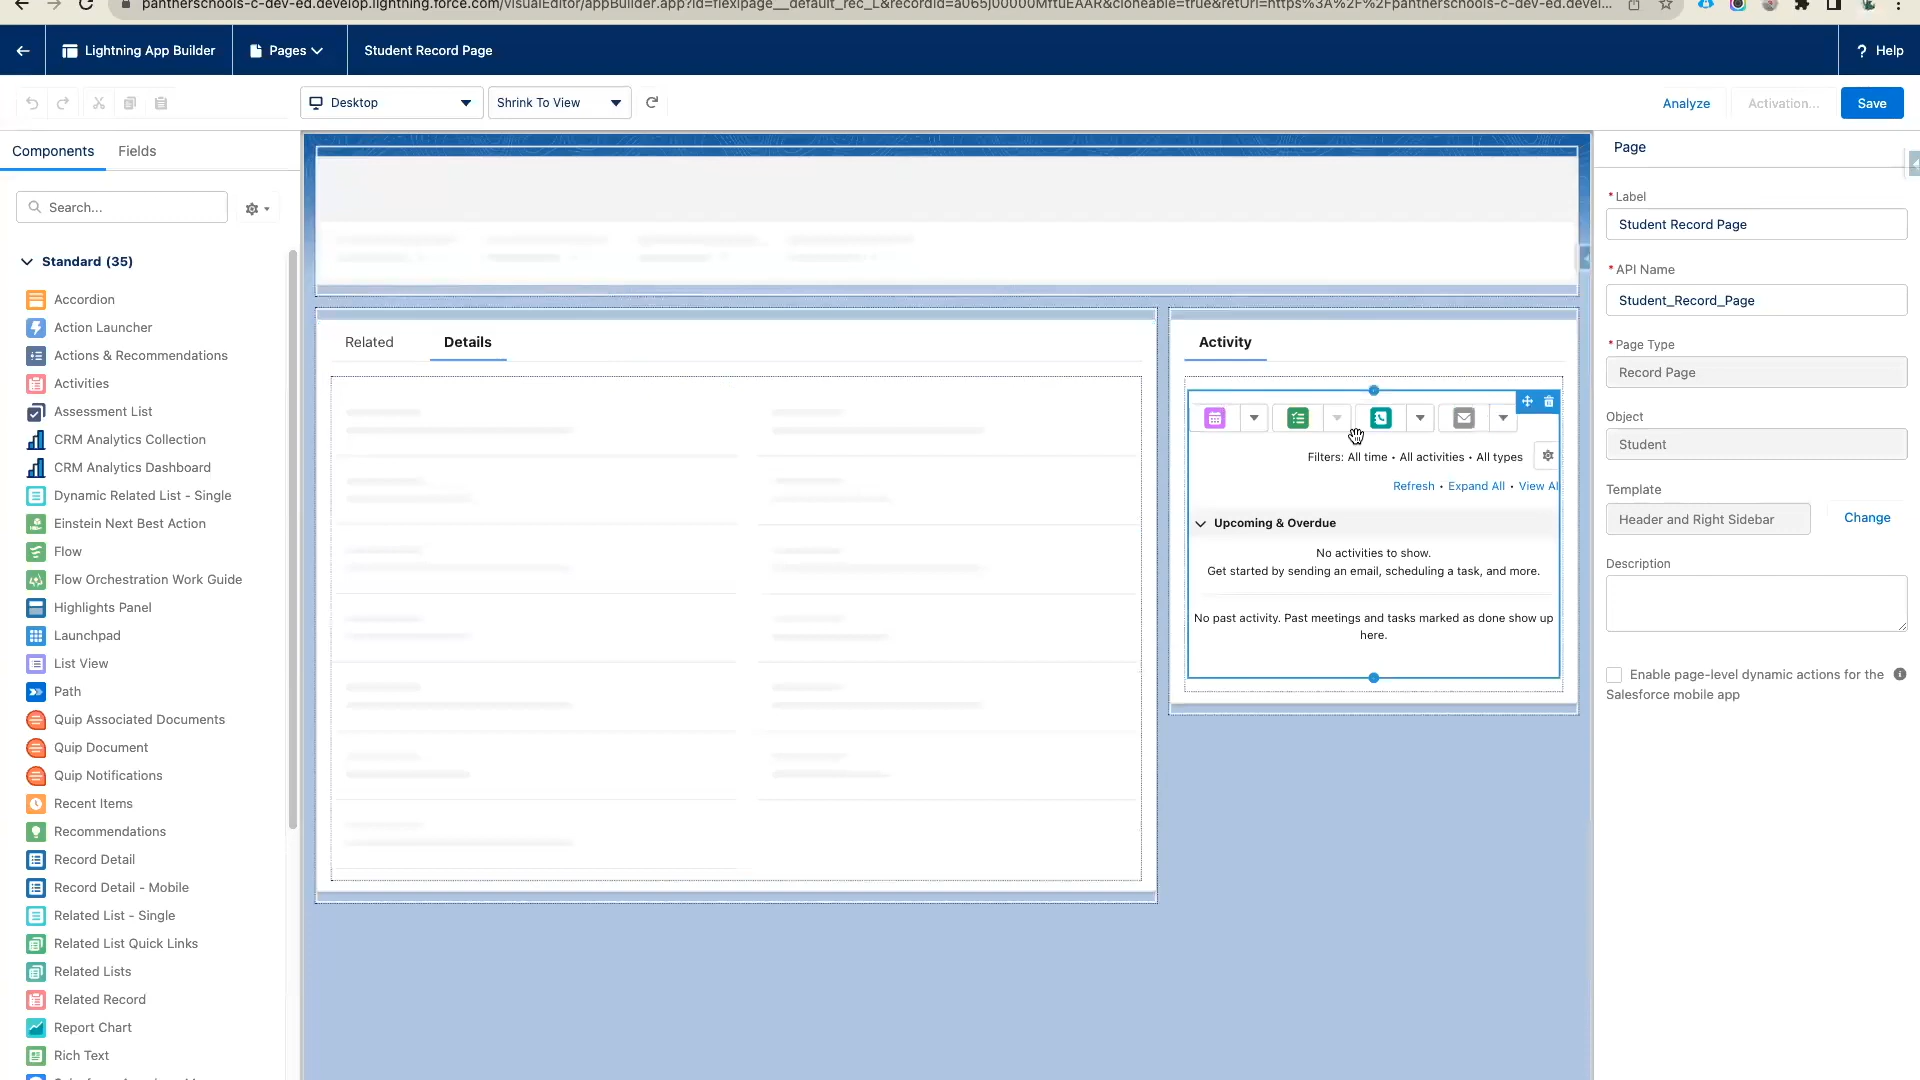 pantherschools-c-dev-ed.develop.lightning.force.com/visualEditor/appBuilder.app?id=flexipage__default_rec_L&recordId=a065j00000MftuEAAR&cloneable=true&retUrl=https%3A%2F%2Fpantherschools-c-dev-ed.devel...
Lightning App Builder
Pages
Student Record Page
? Help
Desktop
Shrink To View
Analyze
Activation...
Save
Components
Fields
Search...
Standard (35)
Accordion
Action Launcher
Actions & Recommendations
Activities
Assessment List
CRM Analytics Collection
CRM Analytics Dashboard
Dynamic Related List - Single
Einstein Next Best Action
Flow
Flow Orchestration Work Guide
Highlights Panel
Launchpad
List View
Path
Quip Associated Documents
Quip Document
Quip Notifications
Recent Items
Recommendations
Record Detail
Record Detail - Mobile
Related List - Single
Related List Quick Links
Related Lists
Related Record
Report Chart
Rich Text
Related
Details
Activity
Filters: All time • All activities • All types
Refresh • Expand All • View Al
Upcoming & Overdue
No activities to show.
Get started by sending an email, scheduling a task, and more.
No past activity. Past meetings and tasks marked as done show up
here.
Page
* Label
Student Record Page
* API Name
Student_Record_Page
* Page Type
Record Page
Object
Student
Template
Header and Right Sidebar
Change
Description
Enable page-level dynamic actions for the
Salesforce mobile app